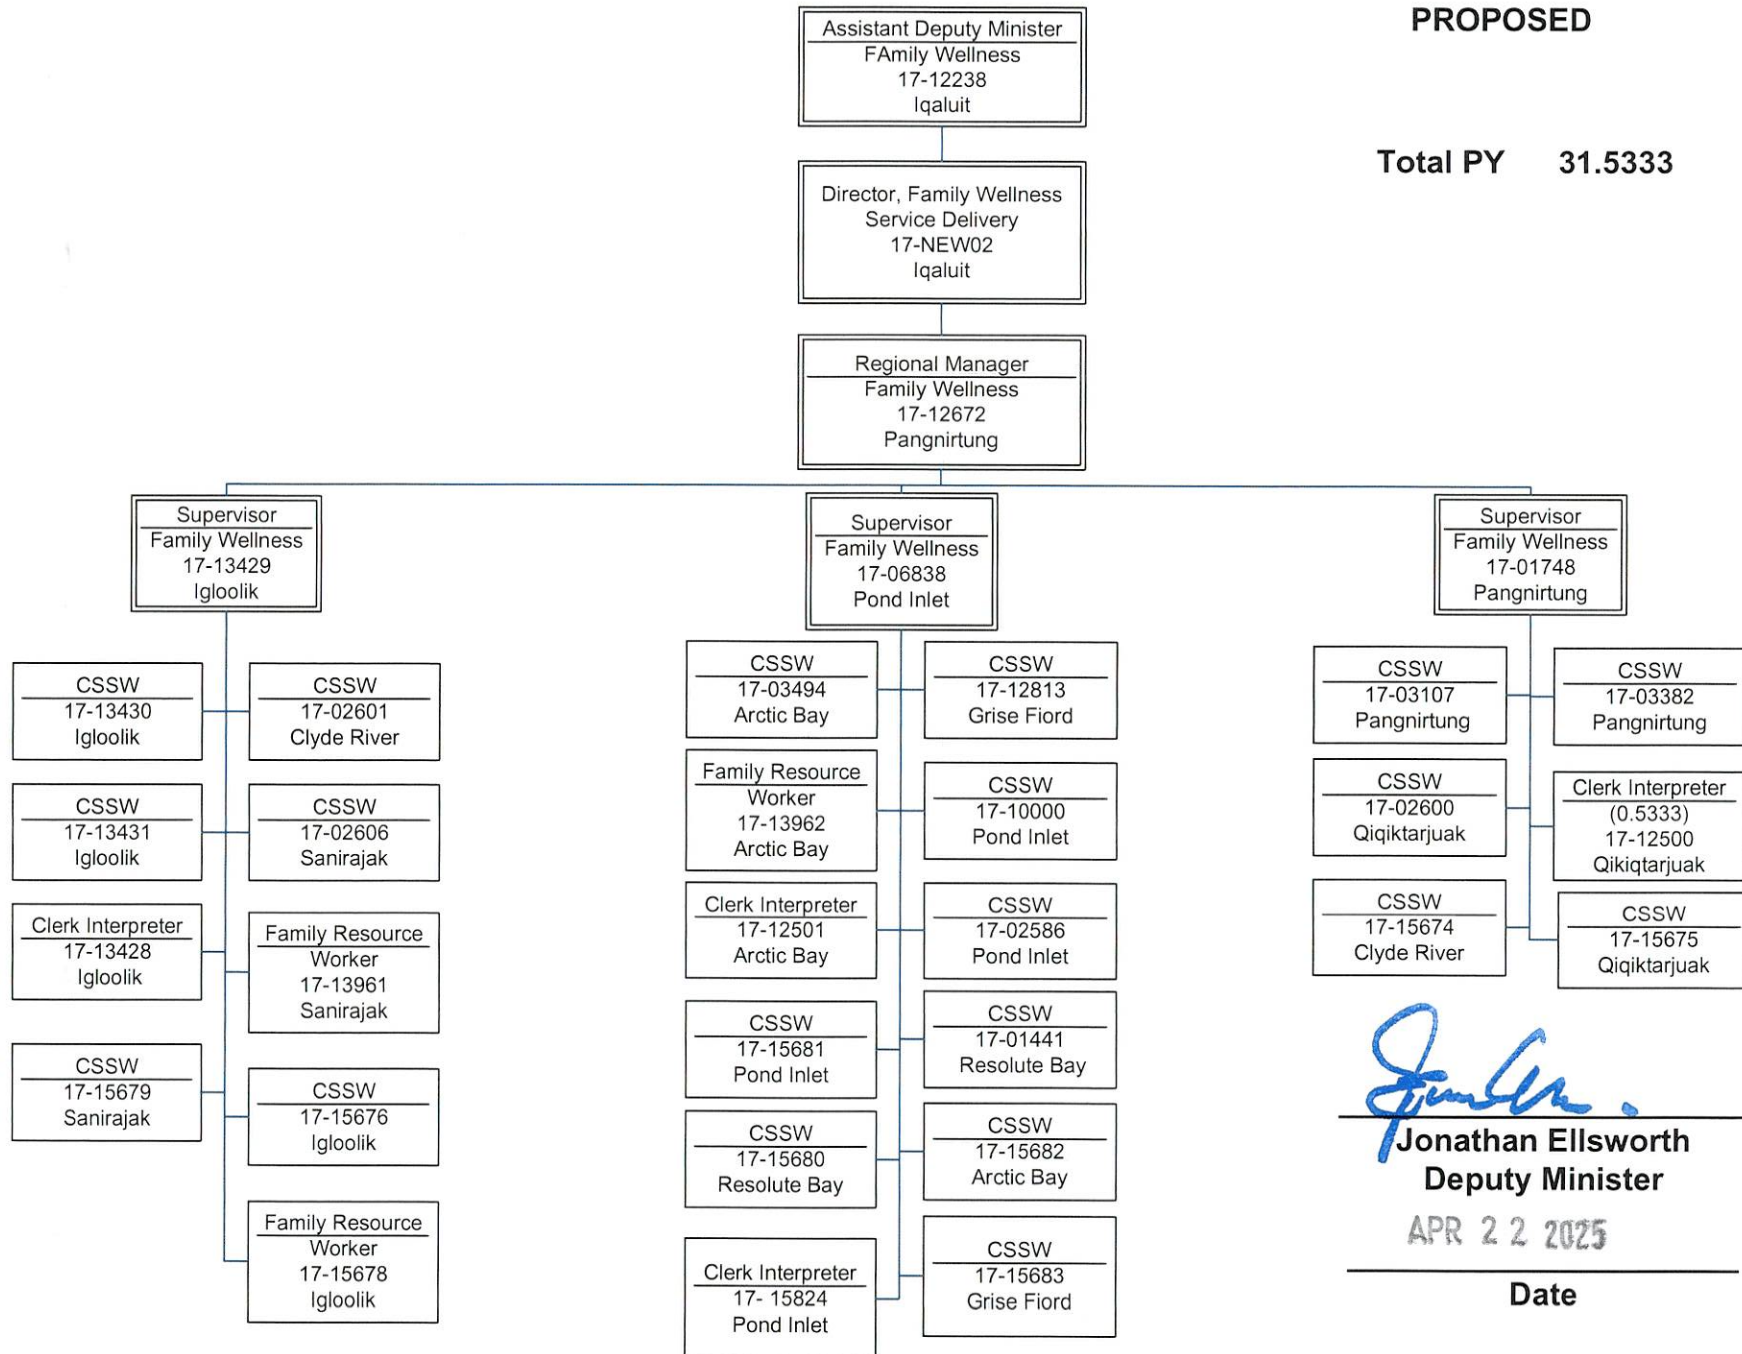 PROPOSED
Total PY 31.5333
Assistant Deputy Minister
FAmily Wellness
17-12238
Iqaluit
Director, Family Wellness
Service Delivery
17-NEW02
Iqaluit
Regional Manager
Family Wellness
17-12672
Pangnirtung
Supervisor
Family Wellness
17-13429
Igloolik
CSSW
17-13430
Igloolik
CSSW
17-02601
Clyde River
CSSW
17-13431
Igloolik
CSSW
17-02606
Sanirajak
Clerk Interpreter
17-13428
Igloolik
Family Resource
Worker
17-13961
Sanirajak
CSSW
17-15679
Sanirajak
CSSW
17-15676
Igloolik
Family Resource
Worker
17-15678
Igloolik
Supervisor
Family Wellness
17-06838
Pond Inlet
CSSW
17-03494
Arctic Bay
CSSW
17-12813
Grise Fiord
Family Resource
Worker
17-13962
Arctic Bay
CSSW
17-10000
Pond Inlet
Clerk Interpreter
17-12501
Arctic Bay
CSSW
17-02586
Pond Inlet
CSSW
17-15681
Pond Inlet
CSSW
17-01441
Resolute Bay
CSSW
17-15680
Resolute Bay
CSSW
17-15682
Arctic Bay
Clerk Interpreter
17- 15824
Pond Inlet
CSSW
17-15683
Grise Fiord
Supervisor
Family Wellness
17-01748
Pangnirtung
CSSW
17-03107
Pangnirtung
CSSW
17-03382
Pangnirtung
CSSW
17-02600
Qiqiktarjuak
Clerk Interpreter
(0.5333)
17-12500
Qikiqtarjuak
CSSW
17-15674
Clyde River
CSSW
17-15675
Qiqiktarjuak
Jonathan Ellsworth
Deputy Minister
APR 22 2025
Date